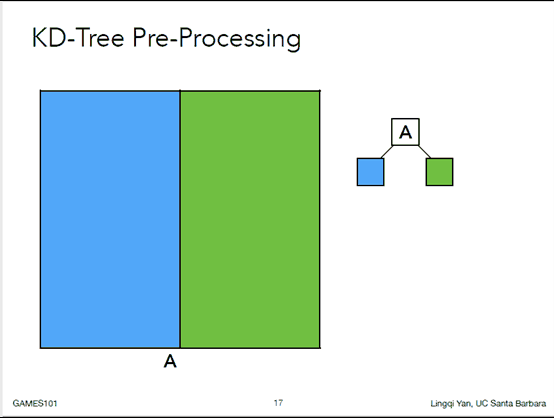 KD-Tree Pre-Processing
A
A
GAMES101
17
Lingqi Yan, UC Santa Barbara